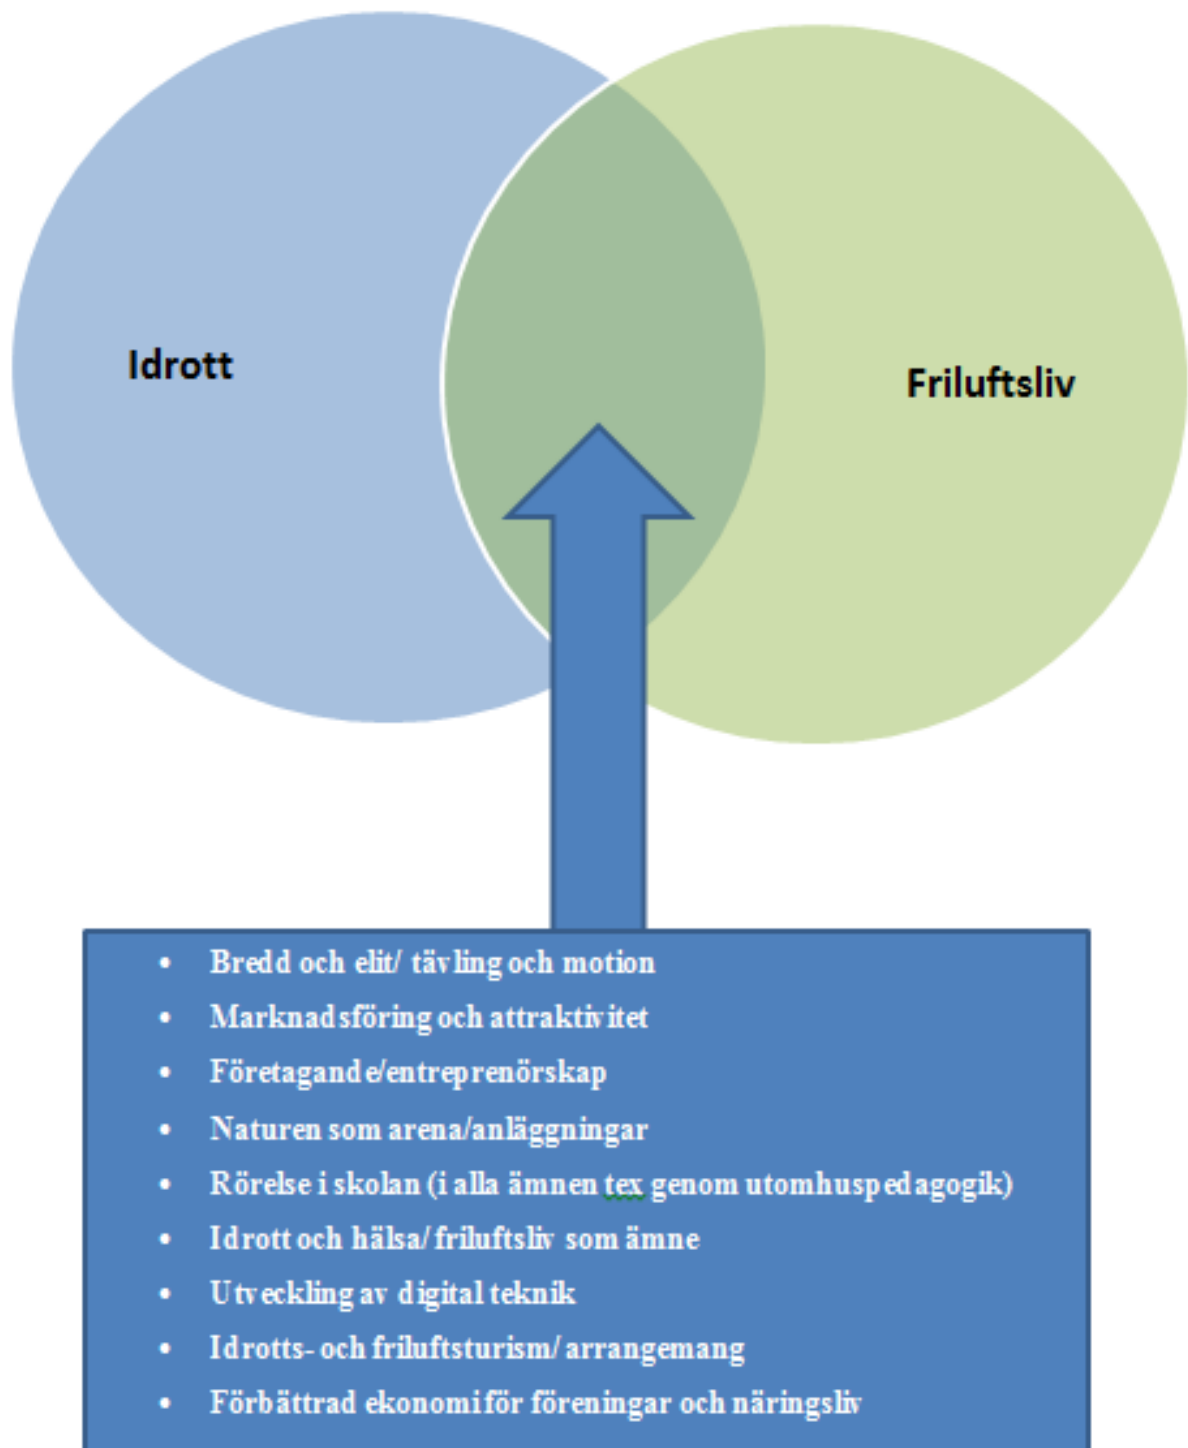 Idrott
Friluftsliv
• Bredd och elit/ tävling och motion
• Marknadsföring och attraktivitet
• Företagande/entreprenörskap
• Naturen som arena/anläggningar
• Rörelse i skolan (i alla ämnen tex genom utomhuspedagogik)
• Idrott och hälsa/ friluftsliv som ämne
• Utveckling av digital teknik
• Idrotts- och friluftsturism/ arrangemang
• Förbättrad ekonomi för föreningar och näringsliv